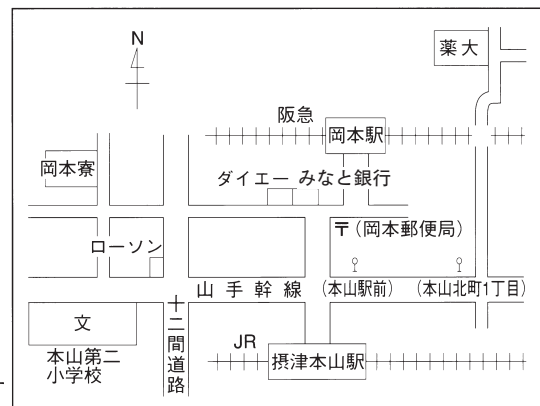 N
薬大
阪急
岡本駅
岡本寮
ダイエー みなと銀行
〒(岡本郵便局)
ローソン
山手幹線 (本山駅前) (本山北町1丁目)
文
本山第二
小学校
十二間道路
JR
摂津本山駅